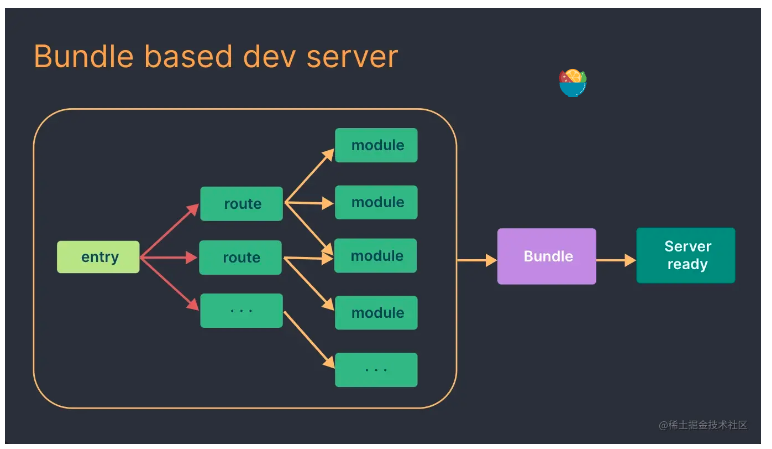 Bundle based dev server
entry
route
route
· · ·
module
module
module
module
· · ·
Bundle
Server
ready
@稀土掘金技术社区